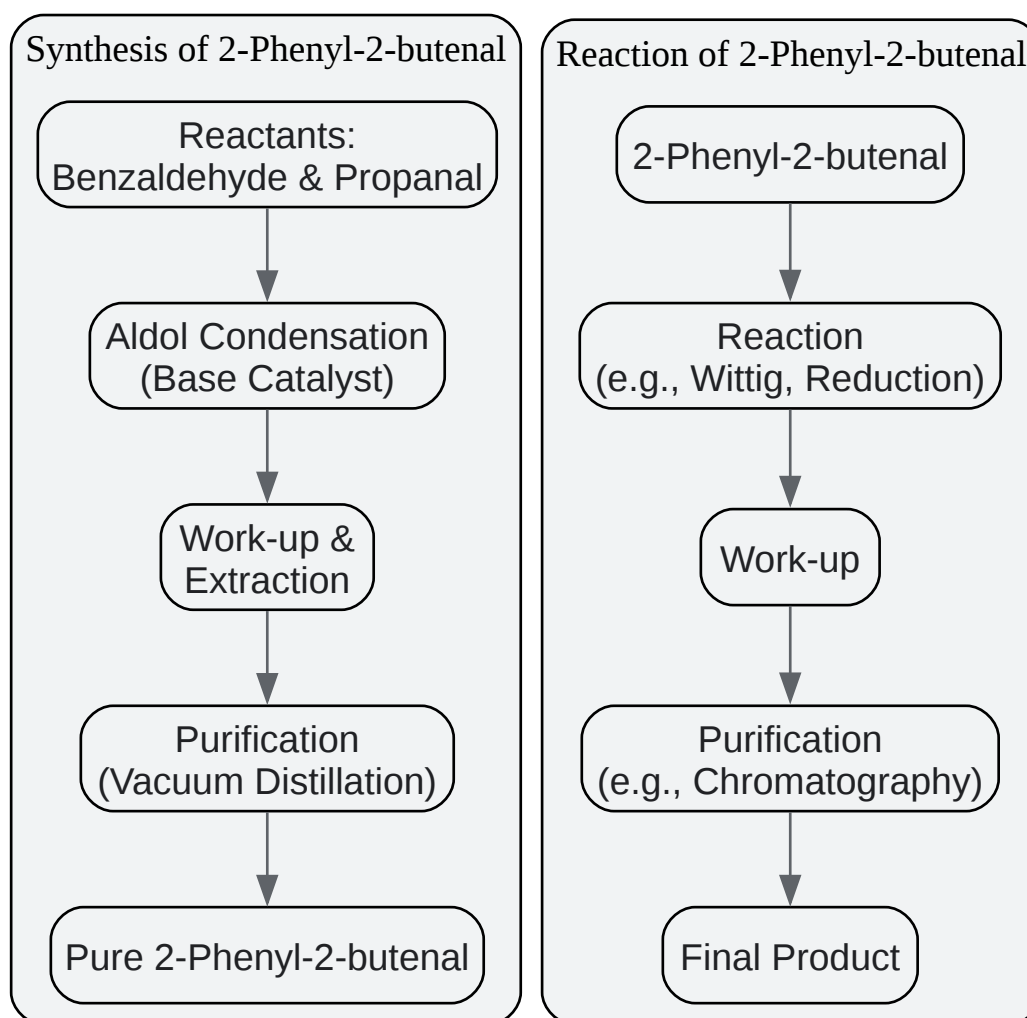 Synthesis of 2-Phenyl-2-butenal
Reactants:
Benzaldehyde & Propanal
Aldol Condensation
(Base Catalyst)
Work-up &
Extraction
Purification
(Vacuum Distillation)
Pure 2-Phenyl-2-butenal
Reaction of 2-Phenyl-2-butenal
2-Phenyl-2-butenal
Reaction
(e.g., Wittig, Reduction)
Work-up
Purification
(e.g., Chromatography)
Final Product